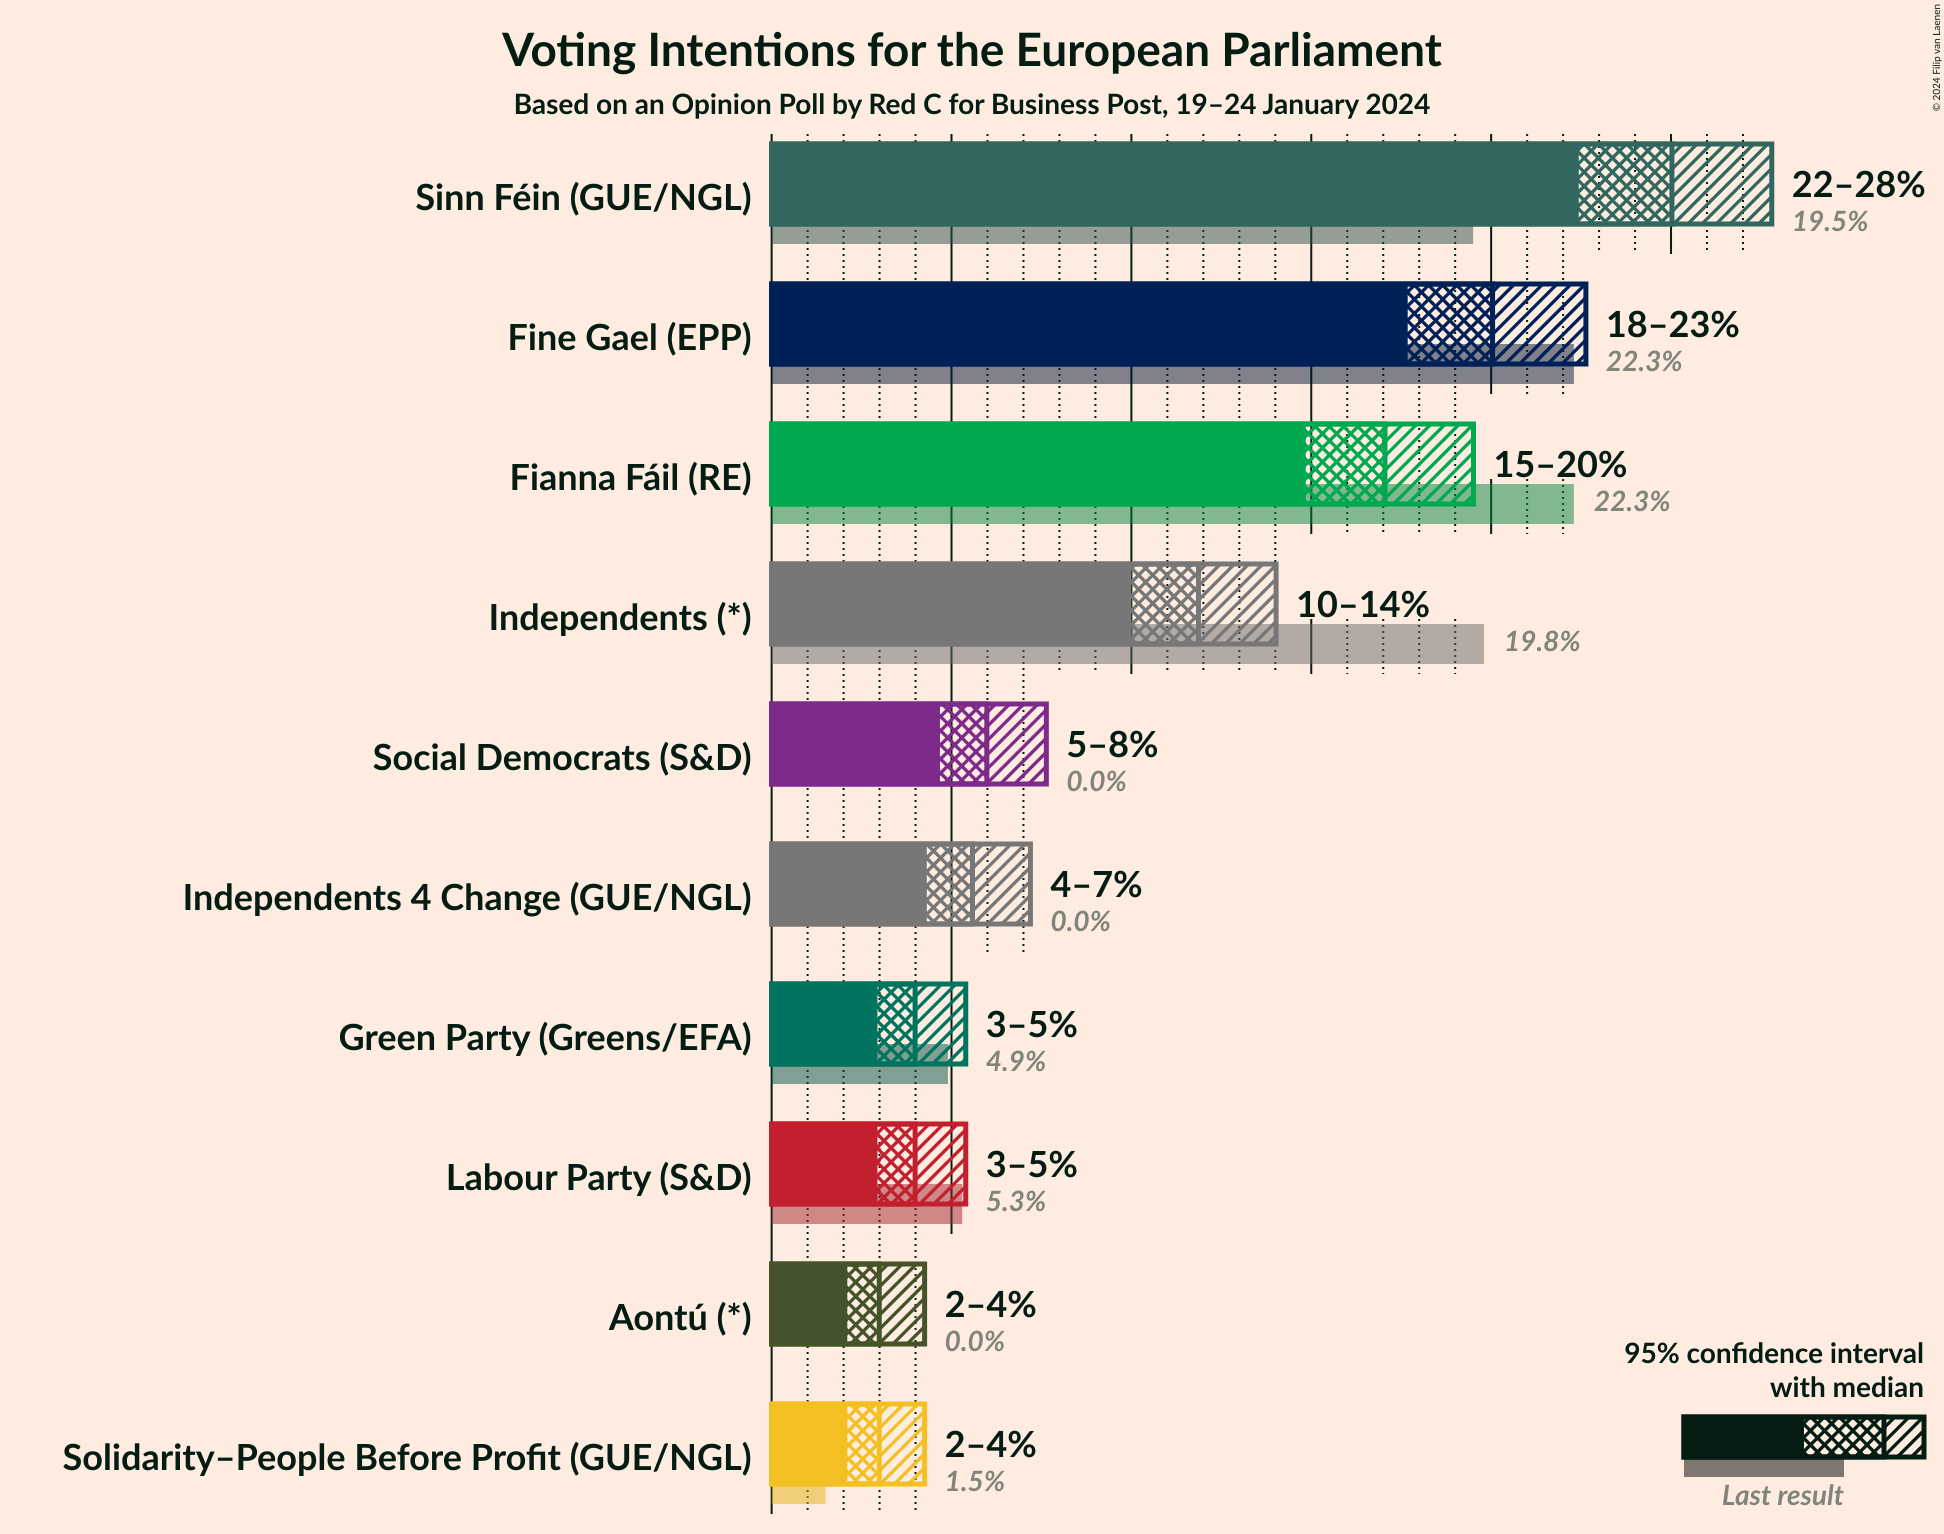 Voting Intentions for the European Parliament
Based on an Opinion Poll by Red C for Business Post, 19–24 January 2024
© 2024 Filip van Laenen
Sinn Féin (GUE/NGL)
22–28%
19.5%
Fine Gael (EPP)
18–23%
22.3%
Fianna Fáil (RE)
15–20%
22.3%
Independents (*)
10–14%
19.8%
Social Democrats (S&D)
5–8%
0.0%
Independents 4 Change (GUE/NGL)
4–7%
0.0%
Green Party (Greens/EFA)
3–5%
4.9%
Labour Party (S&D)
3–5%
5.3%
Aontú (*)
2–4%
0.0%
Solidarity–People Before Profit (GUE/NGL)
2–4%
1.5%
95% confidence interval
with median
Last result